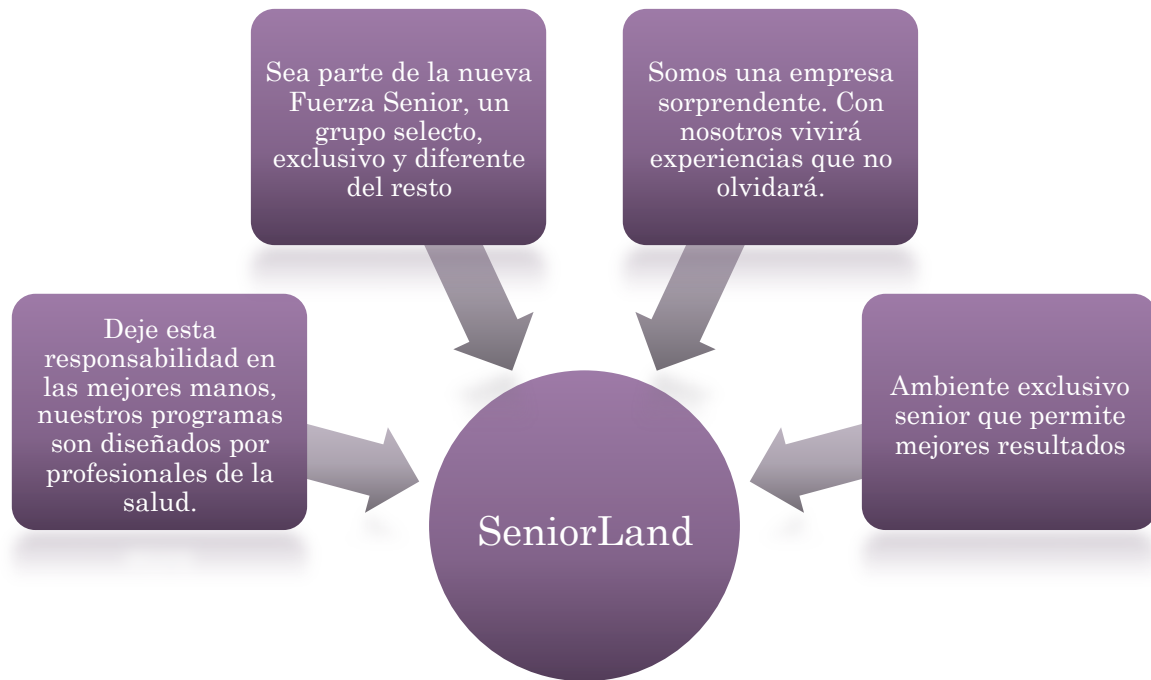 Sea parte de la nueva
Fuerza Senior, un
grupo selecto,
exclusivo y diferente
del resto
Somos una empresa
sorprendente. Con
nosotros vivirá
experiencias que no
olvidará.
Deje esta
responsabilidad en
las mejores manos,
nuestros programas
son diseñados por
profesionales de la
salud.
Ambiente exclusivo
senior que permite
mejores resultados
SeniorLand